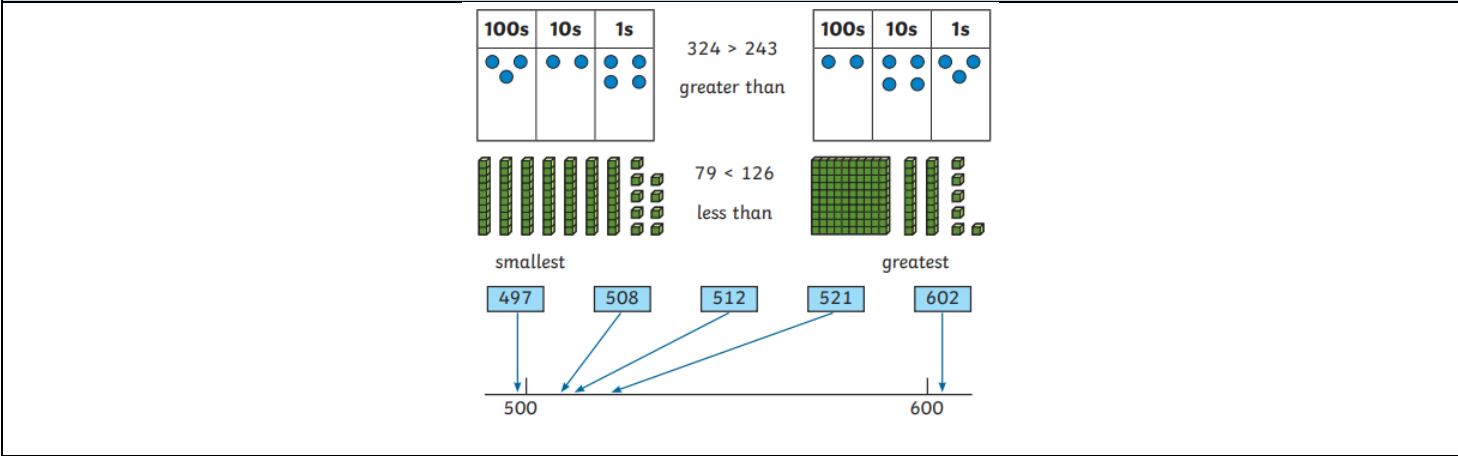 100s 10s 1s
324 > 243
greater than
100s 10s 1s
79 < 126
less than
smallest
greatest
497 508 512 521 602
500 600